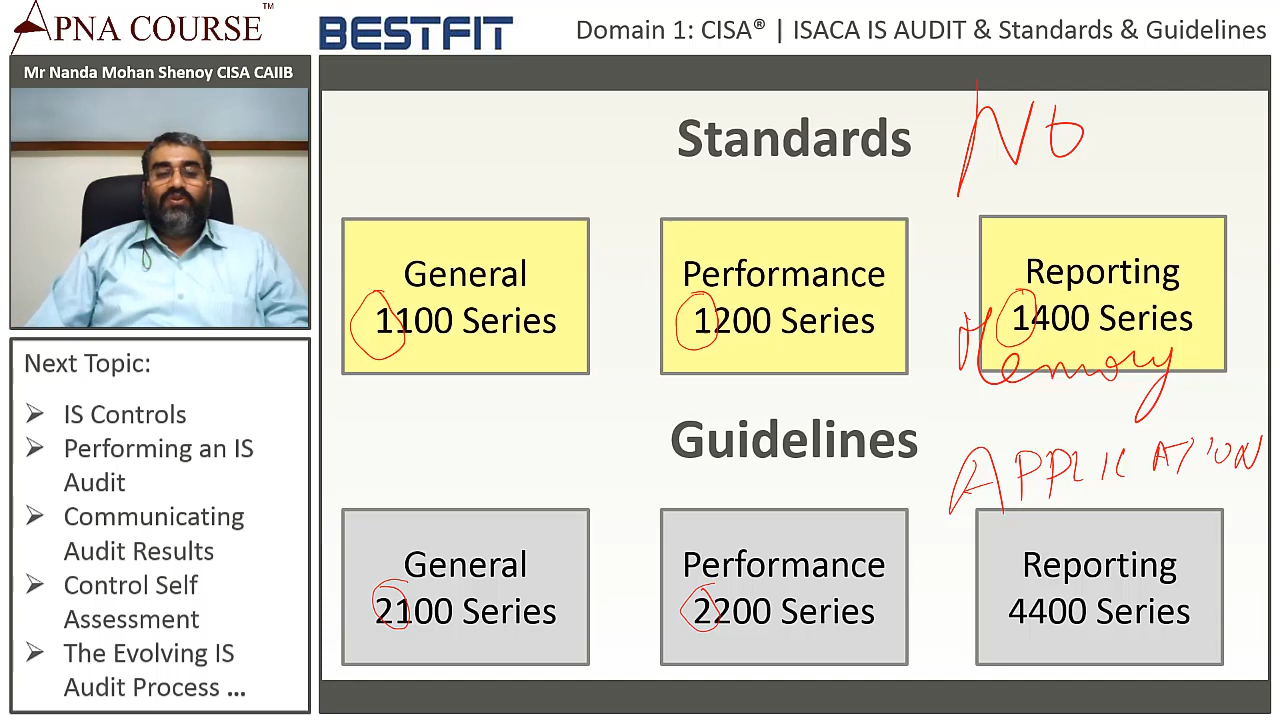 APNA COURSE™
BESTFIT
Domain 1: CISA® | ISACA IS AUDIT & Standards & Guidelines
Mr Nanda Mohan Shenoy CISA CAIIB
Next Topic:
IS Controls
Performing an IS
Audit
Communicating
Audit Results
Control Self
Assessment
The Evolving IS
Audit Process ...
Standards
NO
General
1100 Series
Performance
1200 Series
Reporting
1400 Series
Memory
Guidelines
APPLICATION
General
2100 Series
Performance
2200 Series
Reporting
4400 Series